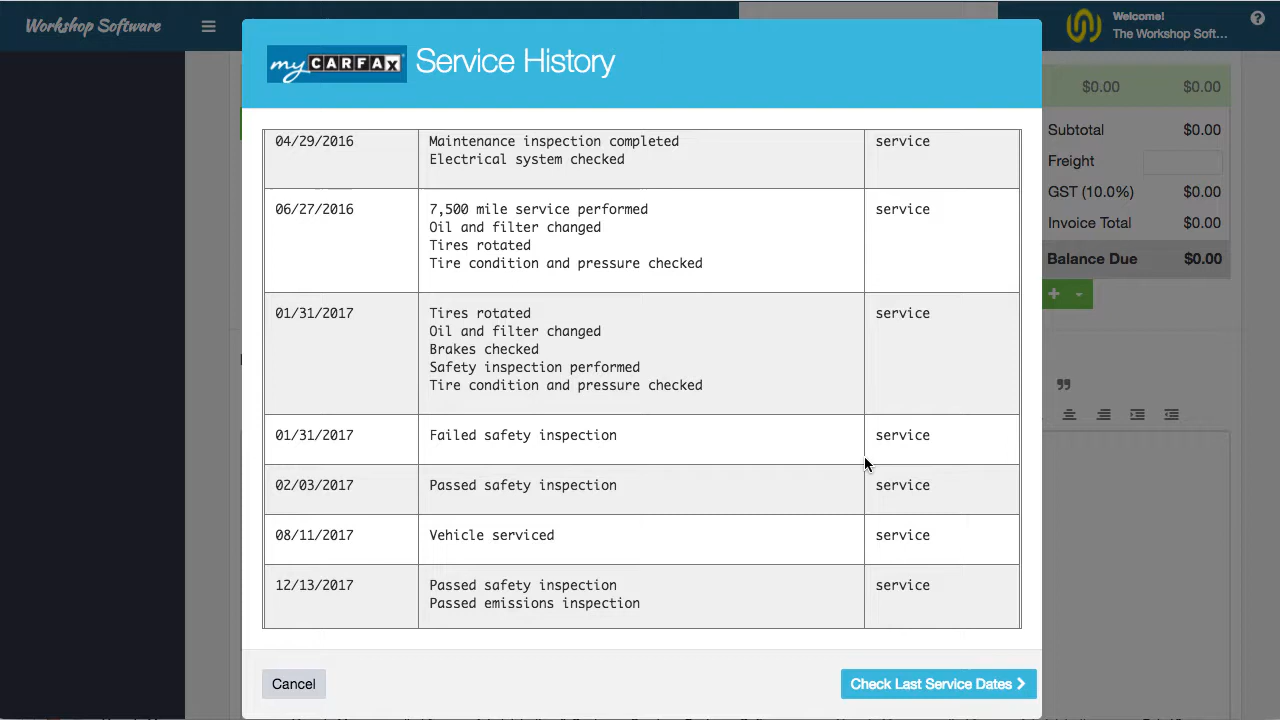 Workshop Software
Welcome!
The Workshop Soft...
my CARFAX Service History
04/29/2016
Maintenance inspection completed
Electrical system checked
service
06/27/2016
7,500 mile service performed
Oil and filter changed
Tires rotated
Tire condition and pressure checked
service
01/31/2017
Tires rotated
Oil and filter changed
Brakes checked
Safety inspection performed
Tire condition and pressure checked
service
01/31/2017
Failed safety inspection
service
02/03/2017
Passed safety inspection
service
08/11/2017
Vehicle serviced
service
12/13/2017
Passed safety inspection
Passed emissions inspection
service
Cancel
Check Last Service Dates
$0.00 $0.00
Subtotal $0.00
Freight
GST (10.0%) $0.00
Invoice Total $0.00
Balance Due $0.00